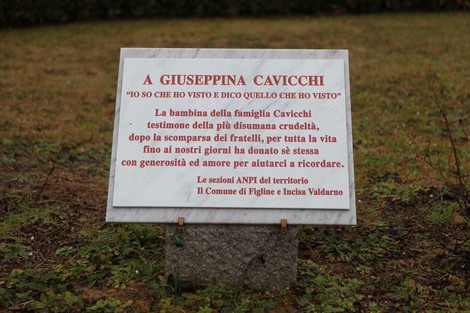 A GIUSEPPINA CAVICCHI
"IO SO CHE HO VISTO E DICO QUELLO CHE HO VISTO"
La bambina della famiglia Cavicchi
testimone della più disumana crudeltà,
dopo la scomparsa dei fratelli, per tutta la vita
fino ai nostri giorni ha donato sè stessa
con generosità ed amore per aiutarci a ricordare.
Le sezioni ANPI del territorio
Il Comune di Figline e Incisa Valdarno